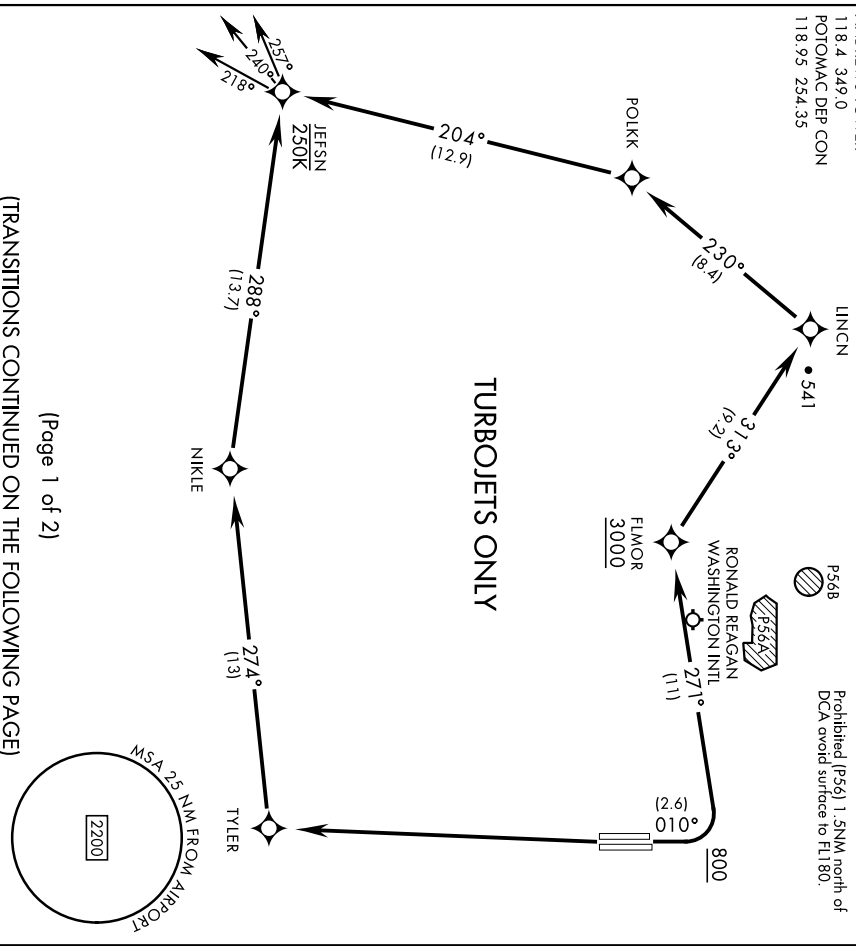 118.4 349.0
POTOMAC DEP CON
118.95 254.35
Prohibited (P56) 1.5NM north of
DCA avoid surface to FL180.
P56B
P56A
LINCN
541
RONALD REAGAN
WASHINGTON INTL
FLMOR
3000
800
010°
(2.6)
271°
(11)
313°
(9.2)
230°
(8.4)
POLKK
204°
(12.9)
TURBOJETS ONLY
JEFSN
250K
257°
240°
218°
288°
(13.7)
NIKLE
274°
(13)
TYLER
MSA 25 NM FROM AIRPORT
2200
(Page 1 of 2)
(TRANSITIONS CONTINUED ON THE FOLLOWING PAGE)